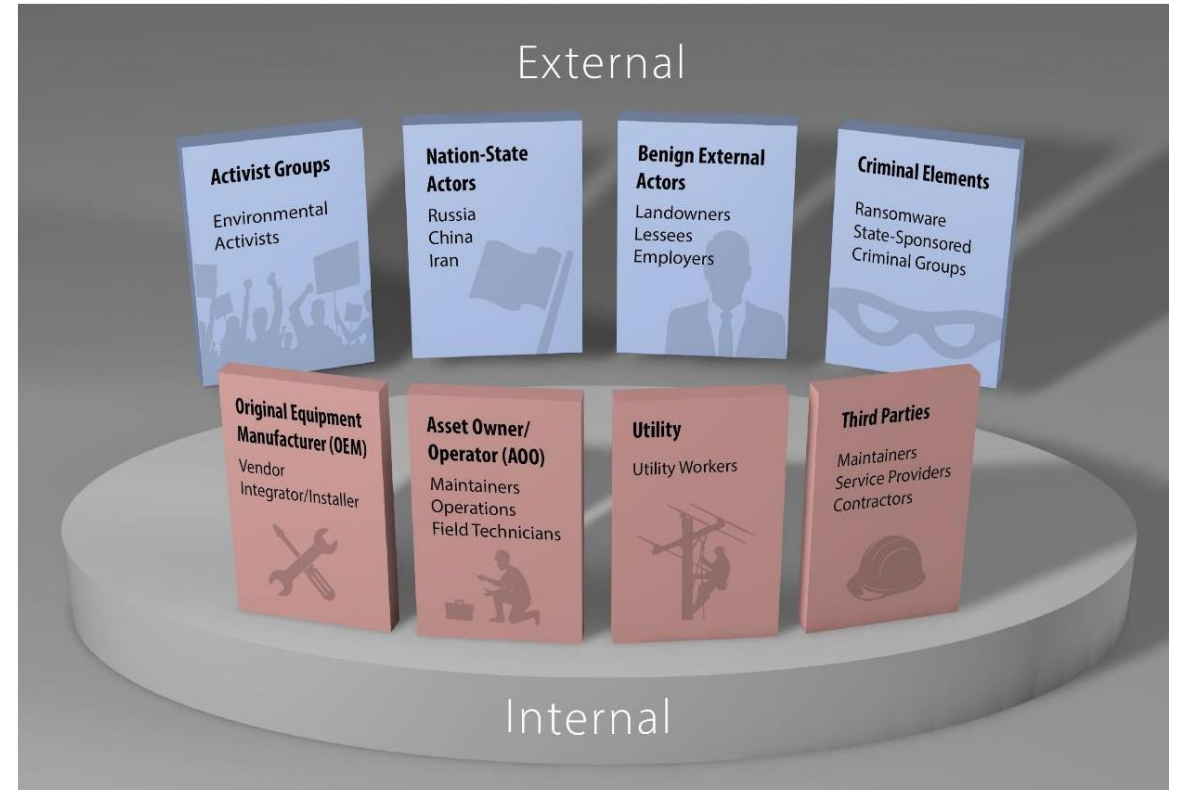 External
Activist Groups
Environmental
Activists
Nation-State
Actors
Russia
China
Iran
Benign External
Actors
Landowners
Lessees
Employers
Criminal Elements
Ransomware
State-Sponsored
Criminal Groups
Original Equipment
Manufacturer (OEM)
Vendor
Integrator/Installer
Asset Owner/
Operator (AOO)
Maintainers
Operations
Field Technicians
Utility
Utility Workers
Third Parties
Maintainers
Service Providers
Contractors
Internal